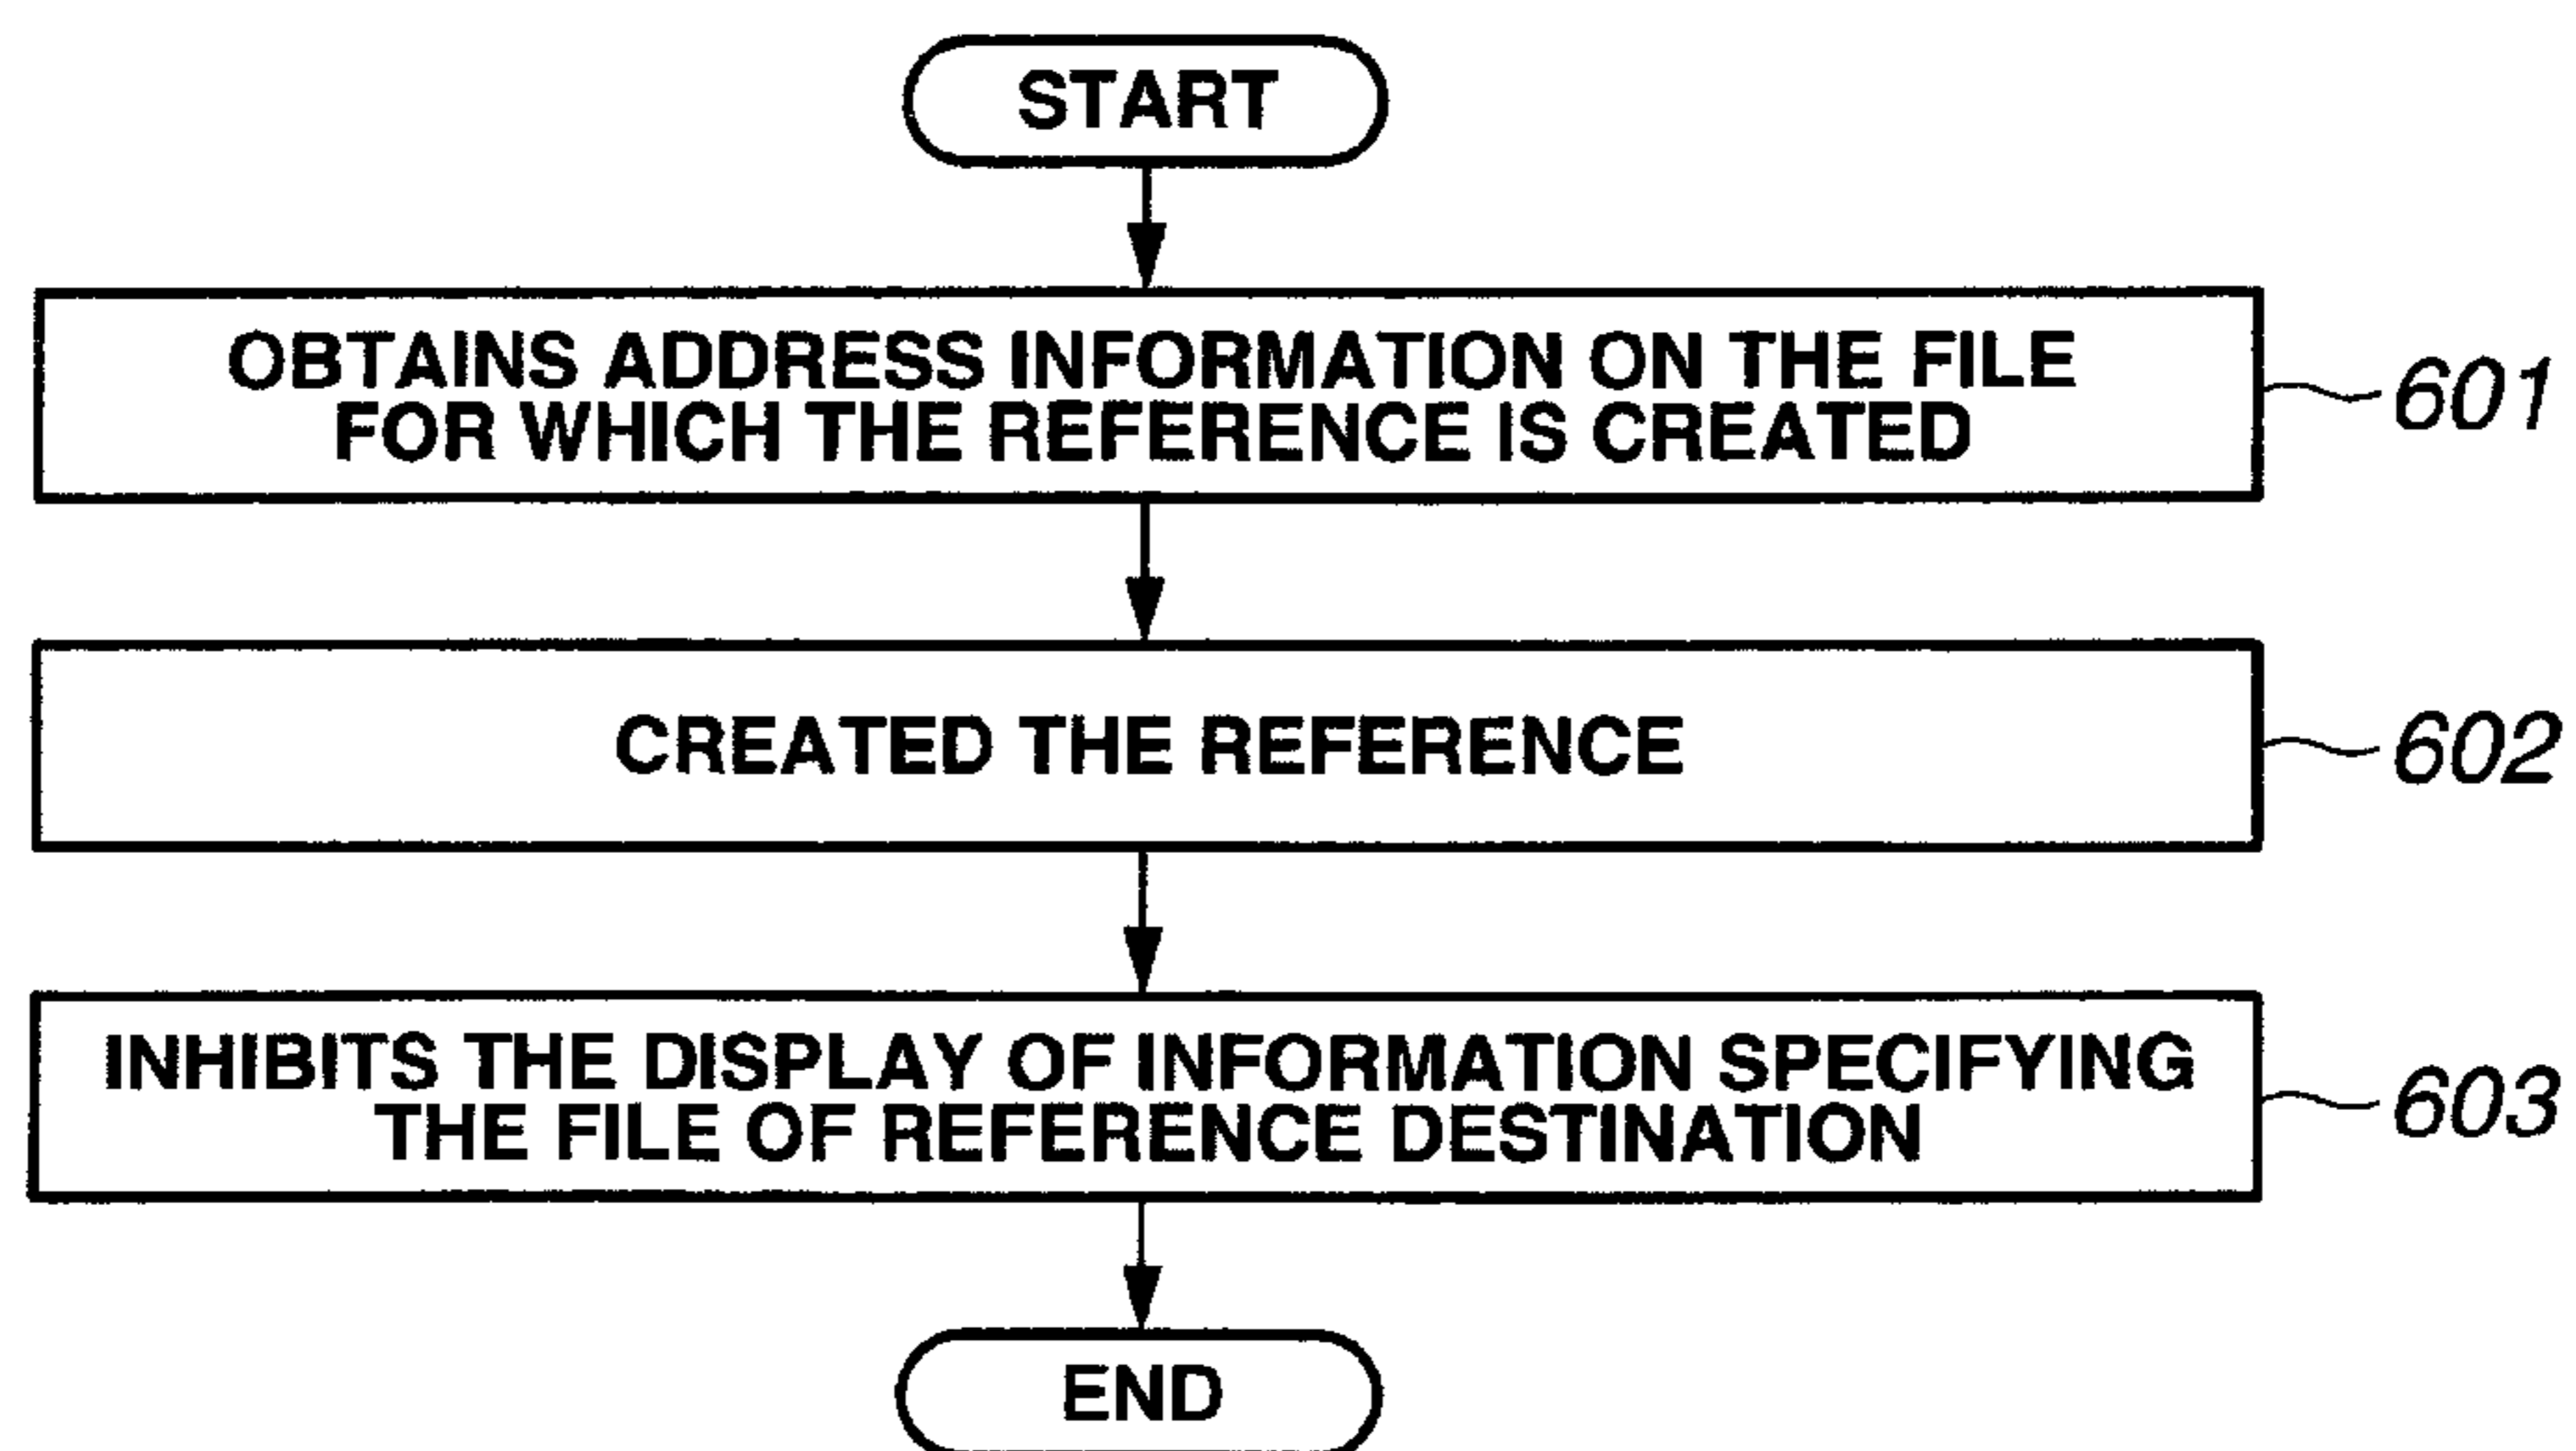 START
OBTAINS ADDRESS INFORMATION ON THE FILE
FOR WHICH THE REFERENCE IS CREATED
601
CREATED THE REFERENCE
602
INHIBITS THE DISPLAY OF INFORMATION SPECIFYING
THE FILE OF REFERENCE DESTINATION
603
END